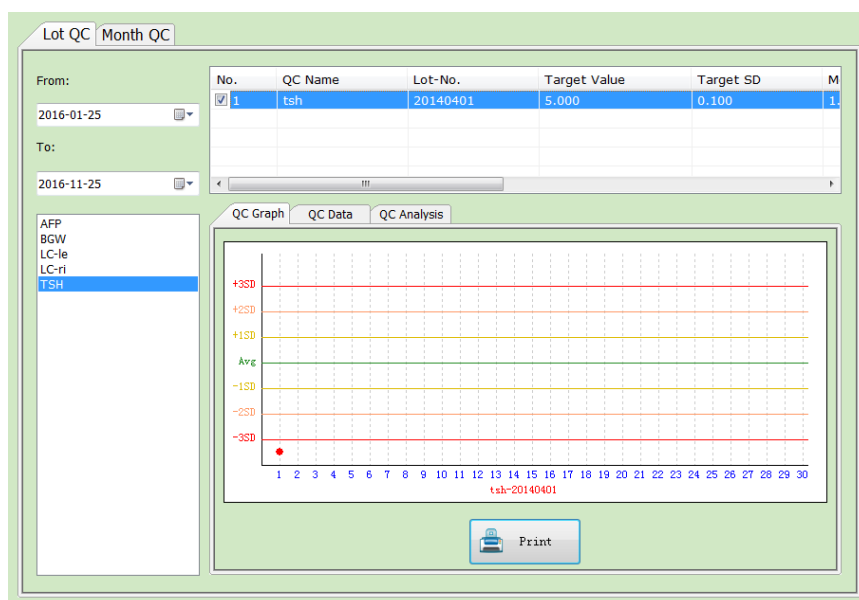 Lot QC Month QC
From:
2016-01-25
To:
2016-11-25
AFP
BGW
LC-le
LC-ri
TSH
No. QC Name Lot-No. Target Value Target SD M
1 tsh 20140401 5.000 0.100 1.
QC Graph QC Data QC Analysis
+3SD
+2SD
+1SD
Avg
-1SD
-2SD
-3SD
1 2 3 4 5 6 7 8 9 10 11 12 13 14 15 16 17 18 19 20 21 22 23 24 25 26 27 28 29 30
tsh-20140401
Print